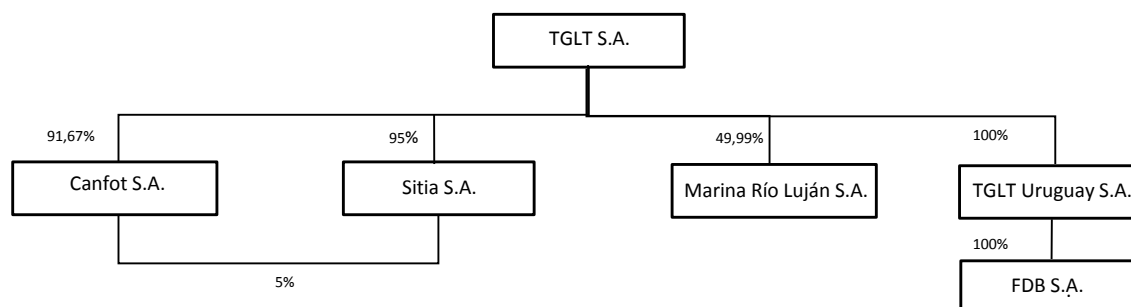 TGLT S.A.
91,67%
95%
49,99%
100%
Canfot S.A.
Sitia S.A.
Marina Río Luján S.A.
TGLT Uruguay S.A.
100%
5%
FDB S.A.